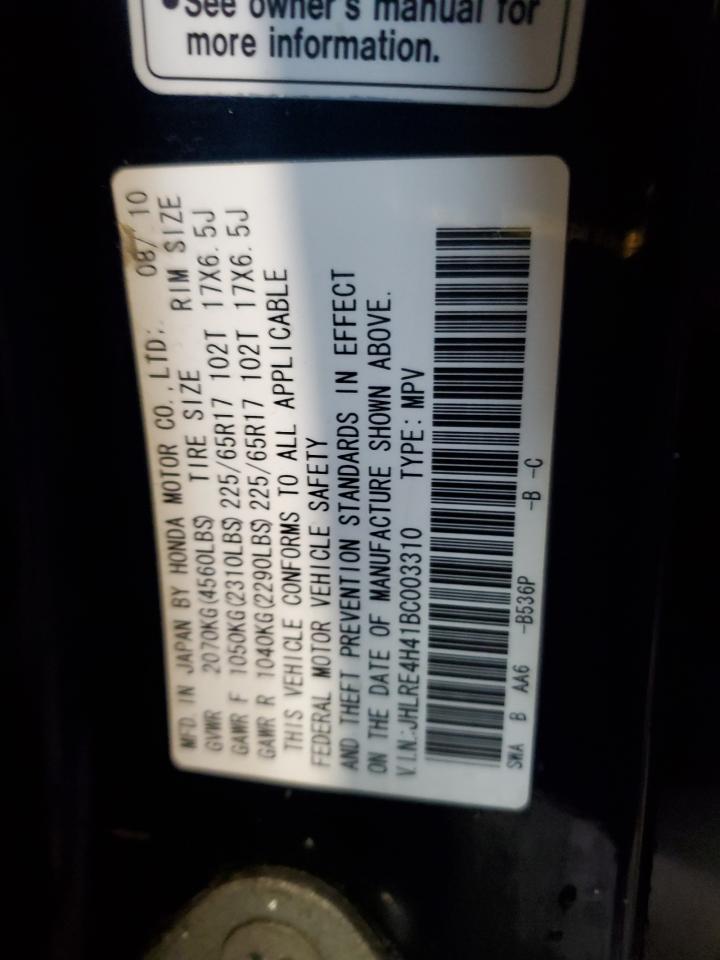 •See owner's manual for
more information.
MFD IN JAPAN BY HONDA MOTOR CO.,LTD. 08/ 10
GVWR 2070KG(4560LBS) TIRE SIZE RIM SIZE
GAWR F 1050KG(2310LBS) 225/65R17 102T 17X6.5J
GAWR R 1040KG(2290LBS) 225/65R17 102T 17X6.5J
THIS VEHICLE CONFORMS TO ALL APPLICABLE
FEDERAL MOTOR VEHICLE SAFETY
AND THEFT PREVENTION STANDARDS IN EFFECT
ON THE DATE OF MANUFACTURE SHOWN ABOVE.
V.I.N.:JHLRE4H41BC003310 TYPE: MPV
SWA B AA6 -B536P -B -C